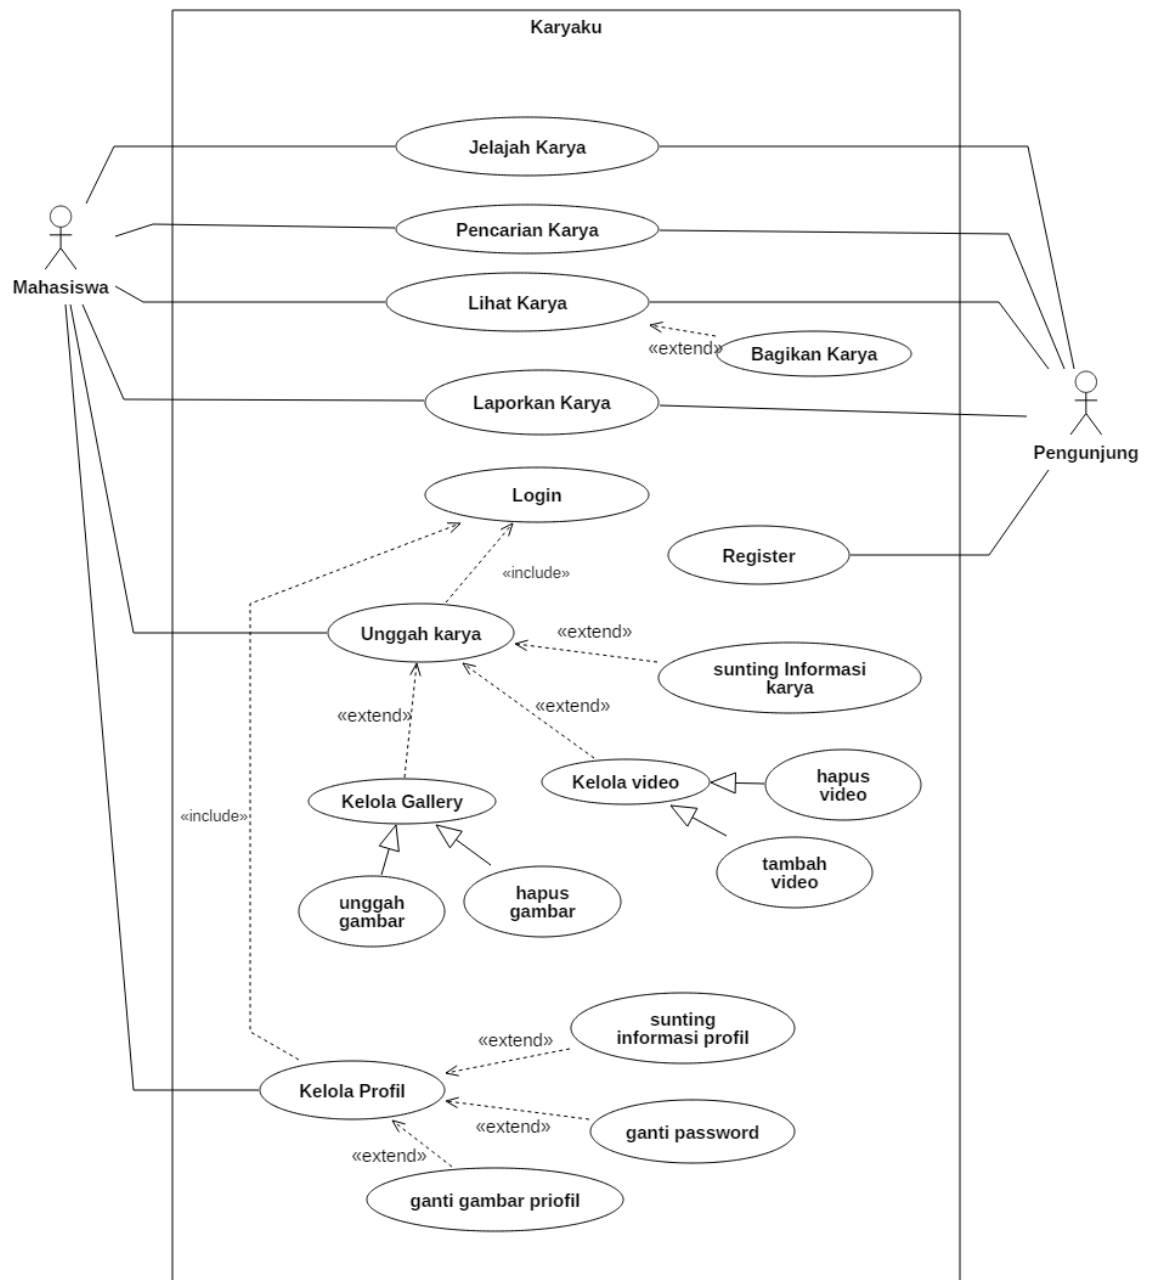 Karyaku
Jelajah Karya
Pencarian Karya
Mahasiswa
Lihat Karya
«extend»
Bagikan Karya
Laporkan Karya
Pengunjung
Login
Register
«include»
Unggah karya
«extend»
sunting Informasi
karya
«extend»
«extend»
Kelola video
hapus
video
Kelola Gallery
«include»
tambah
video
unggah
gambar
hapus
gambar
sunting
informasi profil
«extend»
Kelola Profil
«extend»
ganti password
«extend»
ganti gambar priofil